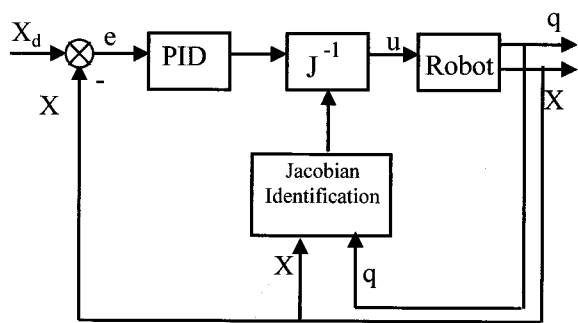 X_d
e
PID
J^-1
u
Robot
q
X
-
X
Jacobian
Identification
X
q